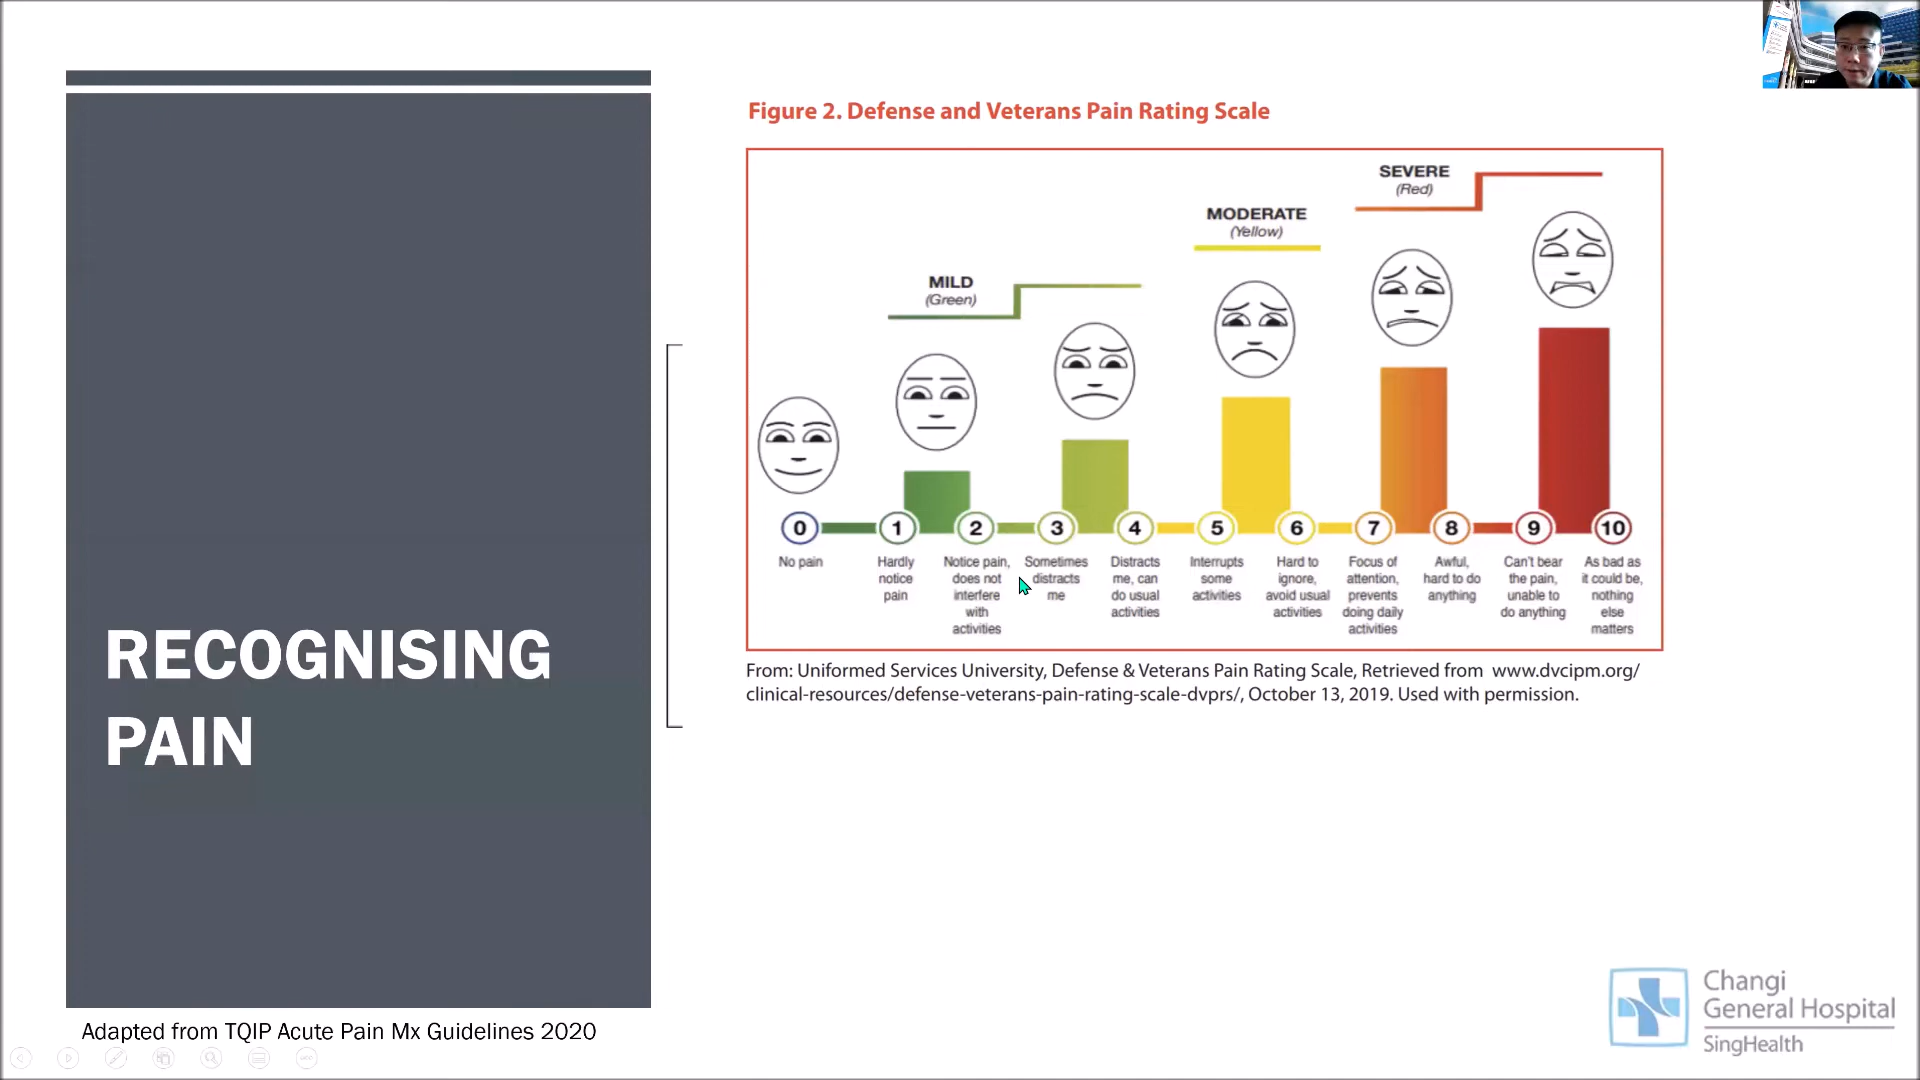 RECOGNISING
PAIN
Adapted from TQIP Acute Pain Mx Guidelines 2020
Figure 2. Defense and Veterans Pain Rating Scale
SEVERE
(Red)
MODERATE
(Yellow)
MILD
(Green)
0 1 2 3 4 5 6 7 8 9 10
No pain
Hardly
notice
pain
Notice pain,
does not
interfere
with
activities
Sometimes
distracts
me
Distracts
me, can
do usual
activities
Interrupts
some
activities
Hard to
ignore,
avoid usual
activities
Focus of
attention,
prevents
doing daily
activities
Awful,
hard to do
anything
Can't bear
the pain,
unable to
do anything
As bad as
it could be,
nothing
else
matters
From: Uniformed Services University, Defense & Veterans Pain Rating Scale, Retrieved from www.dvcipm.org/
clinical-resources/defense-veterans-pain-rating-scale-dvprs/, October 13, 2019. Used with permission.
Changi
General Hospital
SingHealth